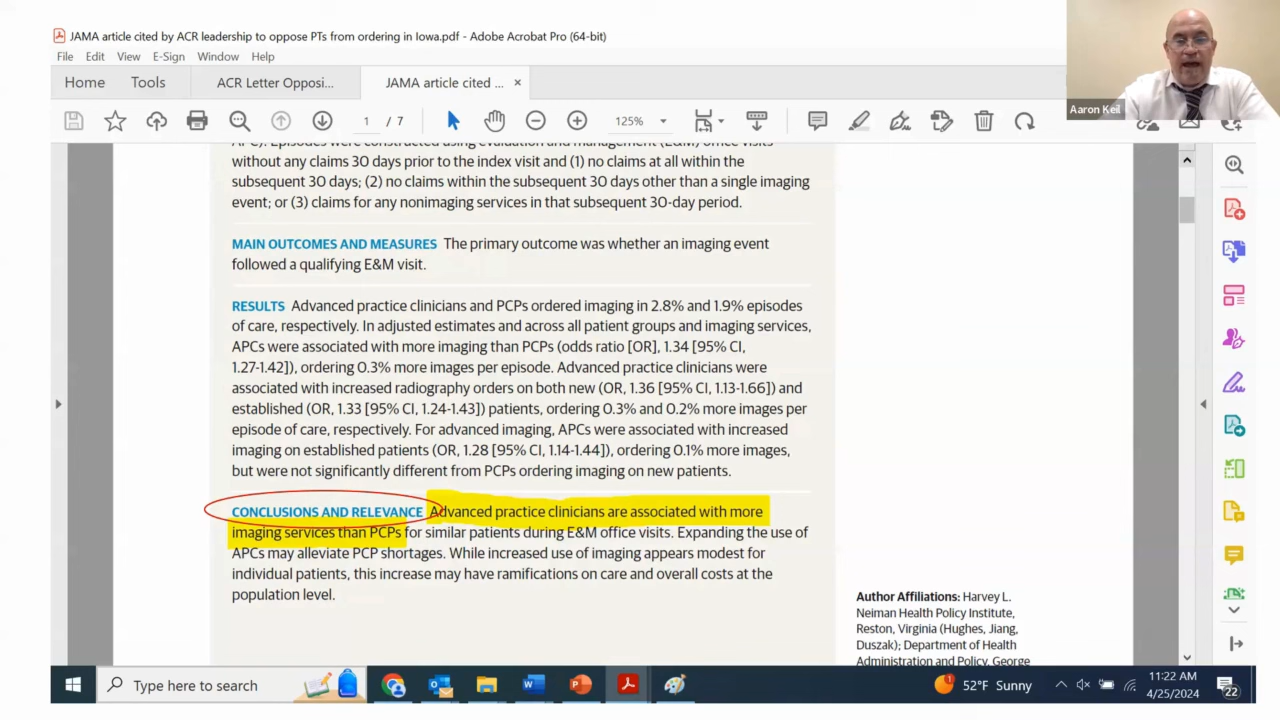 JAMA article cited by ACR leadership to oppose PTs from ordering in Iowa.pdf - Adobe Acrobat Pro (64-bit)
File Edit View E-Sign Window Help
Home Tools ACR Letter Opposi... JAMA article cited ... ×
1 / 7 125%
Aaron Keil
APC). Episodes were constructed using evaluation and management (E&M) office visits
without any claims 30 days prior to the index visit and (1) no claims at all within the
subsequent 30 days; (2) no claims within the subsequent 30 days other than a single imaging
event; or (3) claims for any nonimaging services in that subsequent 30-day period.
MAIN OUTCOMES AND MEASURES The primary outcome was whether an imaging event
followed a qualifying E&M visit.
RESULTS Advanced practice clinicians and PCPs ordered imaging in 2.8% and 1.9% episodes
of care, respectively. In adjusted estimates and across all patient groups and imaging services,
APCs were associated with more imaging than PCPs (odds ratio [OR], 1.34 [95% CI,
1.27-1.42]), ordering 0.3% more images per episode. Advanced practice clinicians were
associated with increased radiography orders on both new (OR, 1.36 [95% CI, 1.13-1.66]) and
established (OR, 1.33 [95% CI, 1.24-1.43]) patients, ordering 0.3% and 0.2% more images per
episode of care, respectively. For advanced imaging, APCs were associated with increased
imaging on established patients (OR, 1.28 [95% CI, 1.14-1.44]), ordering 0.1% more images,
but were not significantly different from PCPs ordering imaging on new patients.
CONCLUSIONS AND RELEVANCE Advanced practice clinicians are associated with more
imaging services than PCPs for similar patients during E&M office visits. Expanding the use of
APCs may alleviate PCP shortages. While increased use of imaging appears modest for
individual patients, this increase may have ramifications on care and overall costs at the
population level.
Author Affiliations: Harvey L.
Neiman Health Policy Institute,
Reston, Virginia (Hughes, Jiang,
Duszak); Department of Health
Administration and Policy, George
Type here to search
52°F Sunny
11:22 AM
4/25/2024
22